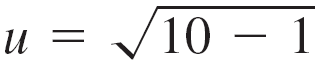 u = √10 − 1